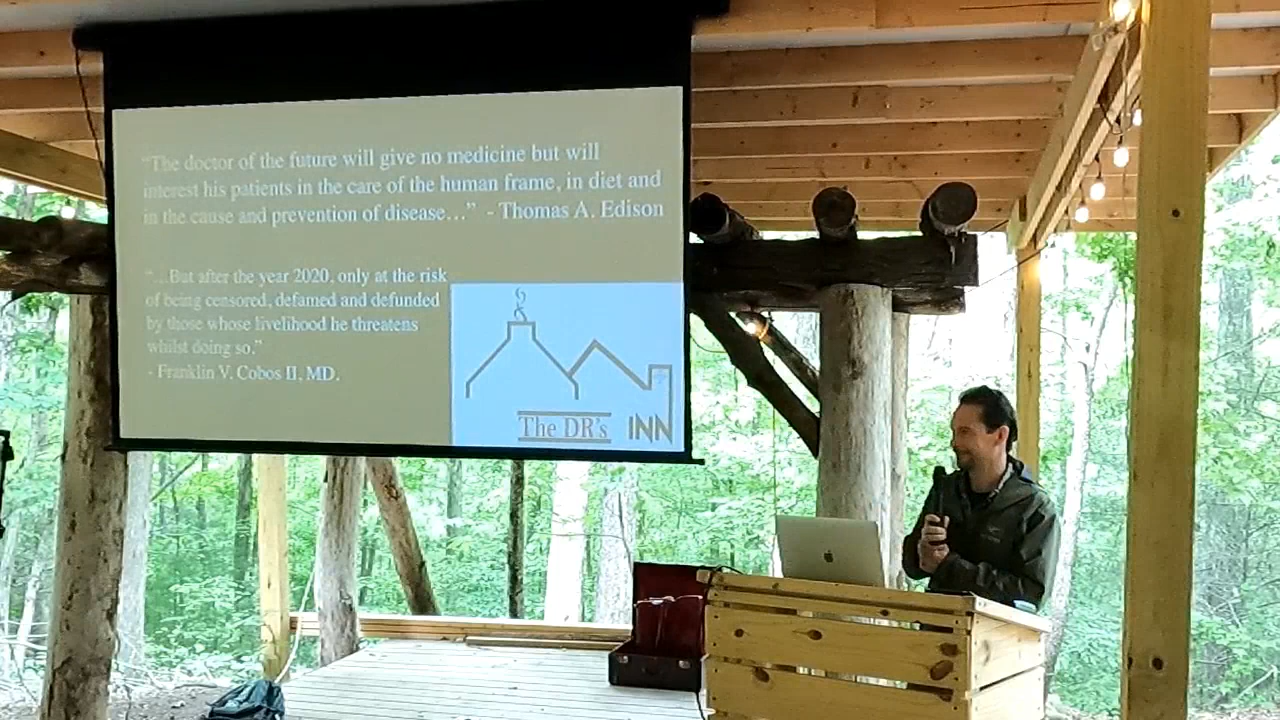 “The doctor of the future will give no medicine but will
interest his patients in the care of the human frame, in diet and
in the cause and prevention of disease…” - Thomas A. Edison
“…But after the year 2020, only at the risk
of being censored, defamed and defunded
by those whose livelihood he threatens
whilst doing so.”
- Franklin V. Cobos II, MD.
The DR's INN